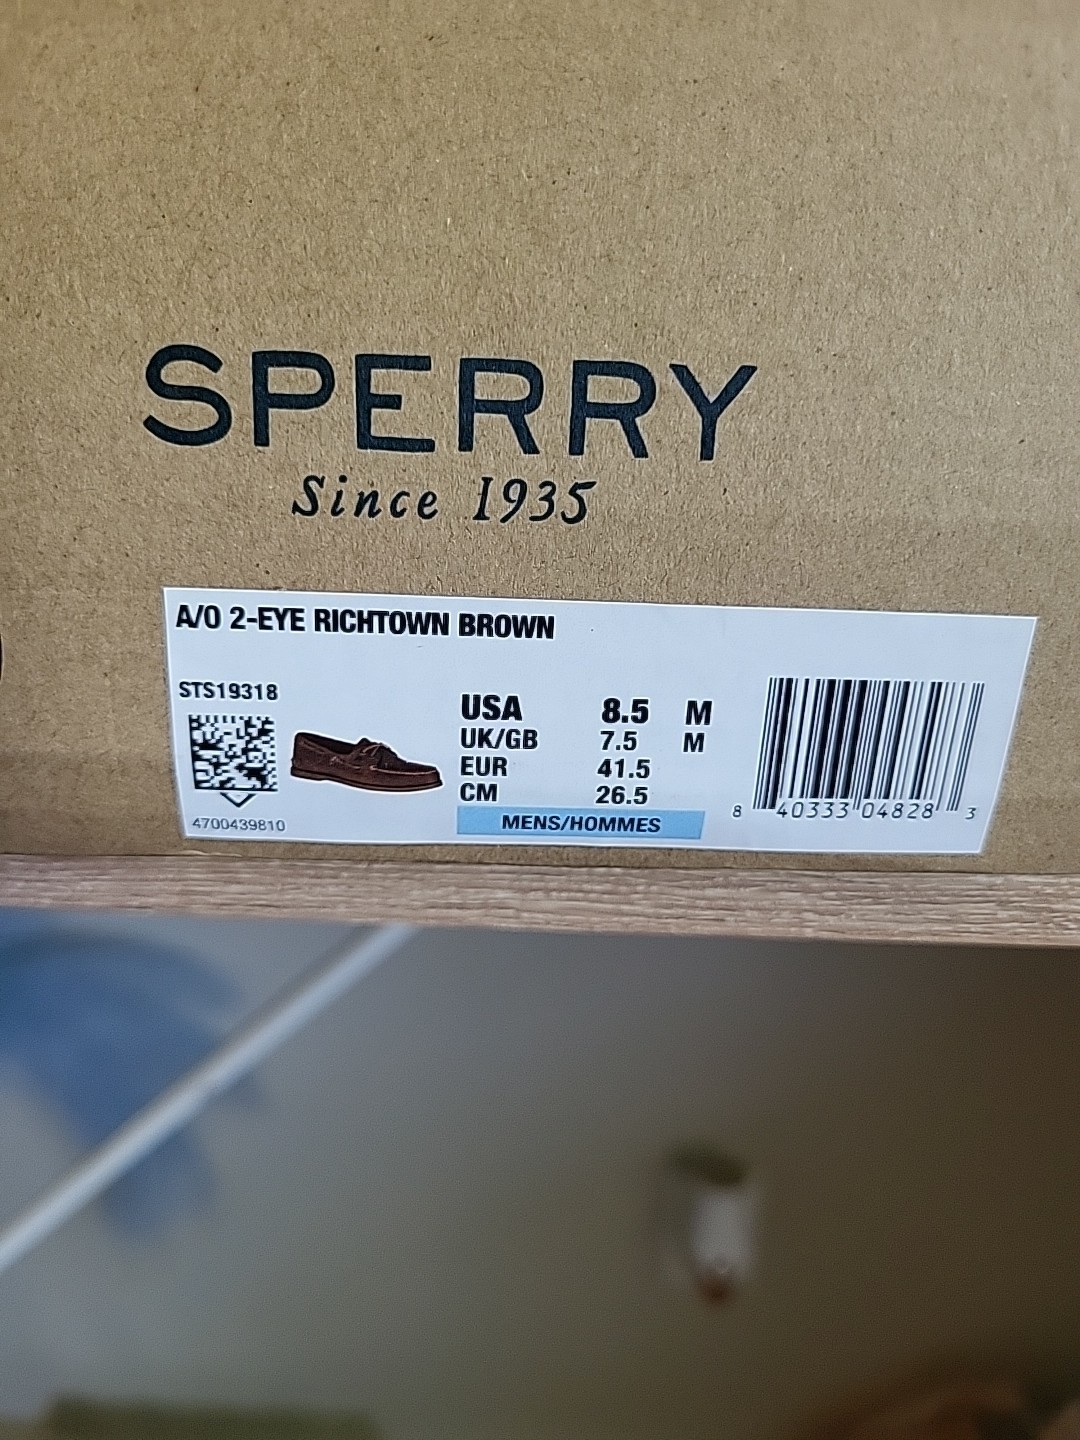 SPERRY
Since 1935
A/O 2-EYE RICHTOWN BROWN
STS19318
USA 8.5 M
UK/GB 7.5 M
EUR 41.5
CM 26.5
MENS/HOMMES
4700439810
8 40333 04828 3